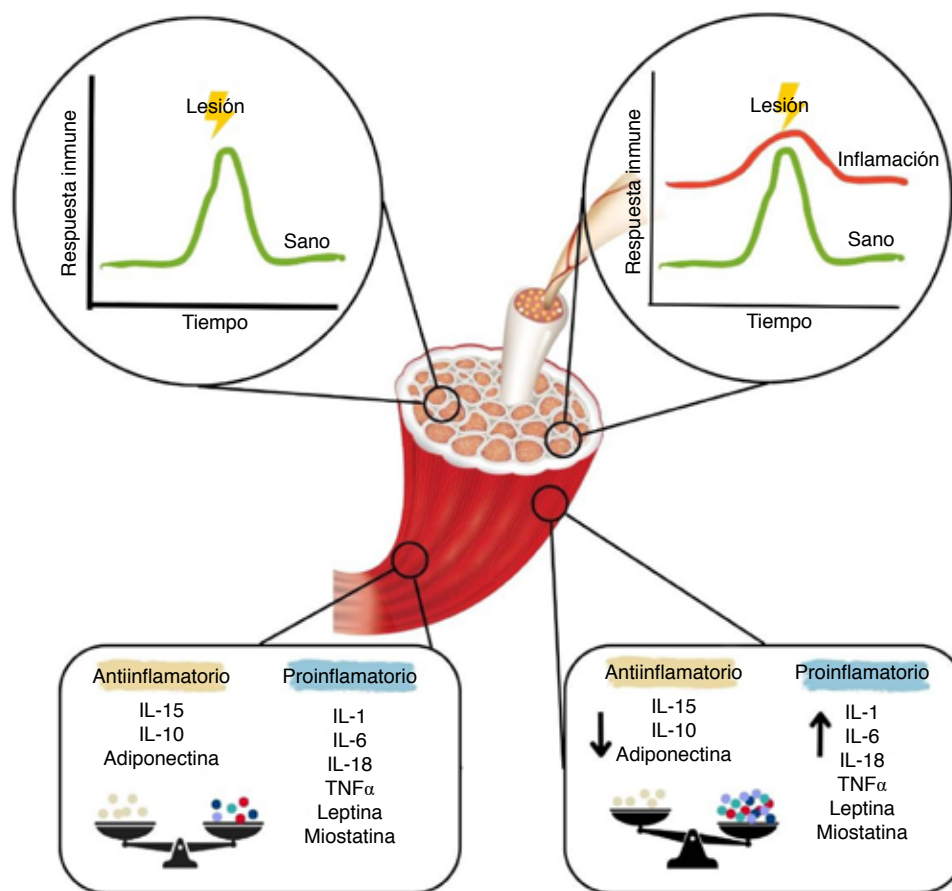 Respuesta inmune
Lesión
Sano
Tiempo
Respuesta inmune
Lesión
Inflamación
Sano
Tiempo
Antiinflamatorio
IL-15
IL-10
Adiponectina
Proinflamatorio
IL-1
IL-6
IL-18
TNFα
Leptina
Miostatina
Antiinflamatorio
IL-15
IL-10
Adiponectina
Proinflamatorio
IL-1
IL-6
IL-18
TNFα
Leptina
Miostatina